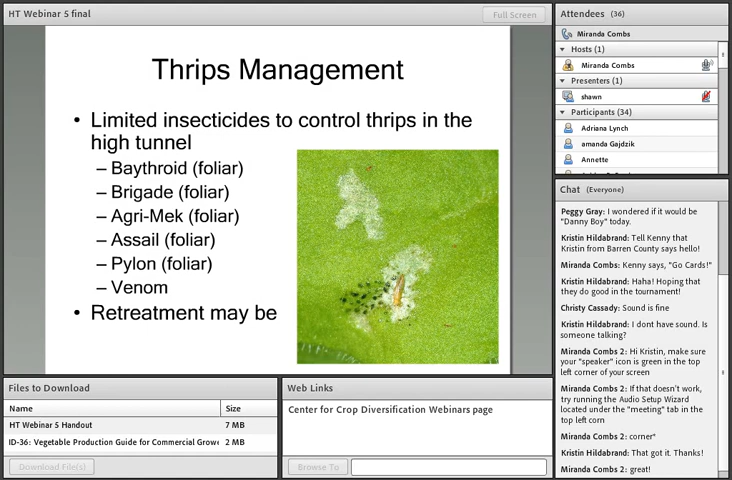 HT Webinar 5 final
Full Screen
Thrips Management
• Limited insecticides to control thrips in the
high tunnel
– Baythroid (foliar)
– Brigade (foliar)
– Agri-Mek (foliar)
– Assail (foliar)
– Pylon (foliar)
– Venom
• Retreatment may be
Files to Download
Name Size
HT Webinar 5 Handout 7 MB
ID-36: Vegetable Production Guide for Commercial Growe 2 MB
Download File(s)
Web Links
Center for Crop Diversification Webinars page
Browse To
Attendees (36)
Miranda Combs
Hosts (1)
Miranda Combs
Presenters (1)
shawn
Participants (34)
Adriana Lynch
amanda Gajdzik
Annette
Chat (Everyone)
Peggy Gray: I wondered if it would be
"Danny Boy" today.
Kristin Hildabrand: Tell Kenny that
Kristin from Barren County says hello!
Miranda Combs: Kenny says, "Go Cards!"
Kristin Hildabrand: Haha! Hoping that
they do good in the tournament!
Christy Cassady: Sound is fine
Kristin Hildabrand: I dont have sound. Is
someone talking?
Miranda Combs 2: Hi Kristin, make sure
your "speaker" icon is green in the top
left corner of your screen
Miranda Combs 2: If that doesn't work,
try running the Audio Setup Wizard
located under the "meeting" tab in the
top left corn
Miranda Combs 2: corner*
Kristin Hildabrand: That got it. Thanks!
Miranda Combs 2: great!